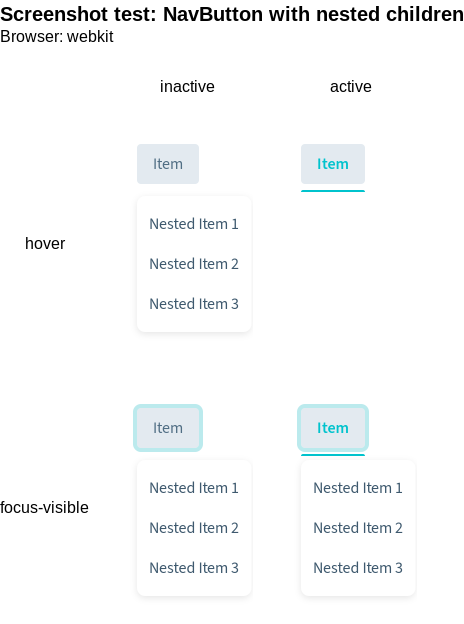 Screenshot test: NavButton with nested children
Browser: webkit
inactive active
Item Item
hover
Nested Item 1
Nested Item 2
Nested Item 3
Item Item
focus-visible
Nested Item 1 Nested Item 1
Nested Item 2 Nested Item 2
Nested Item 3 Nested Item 3